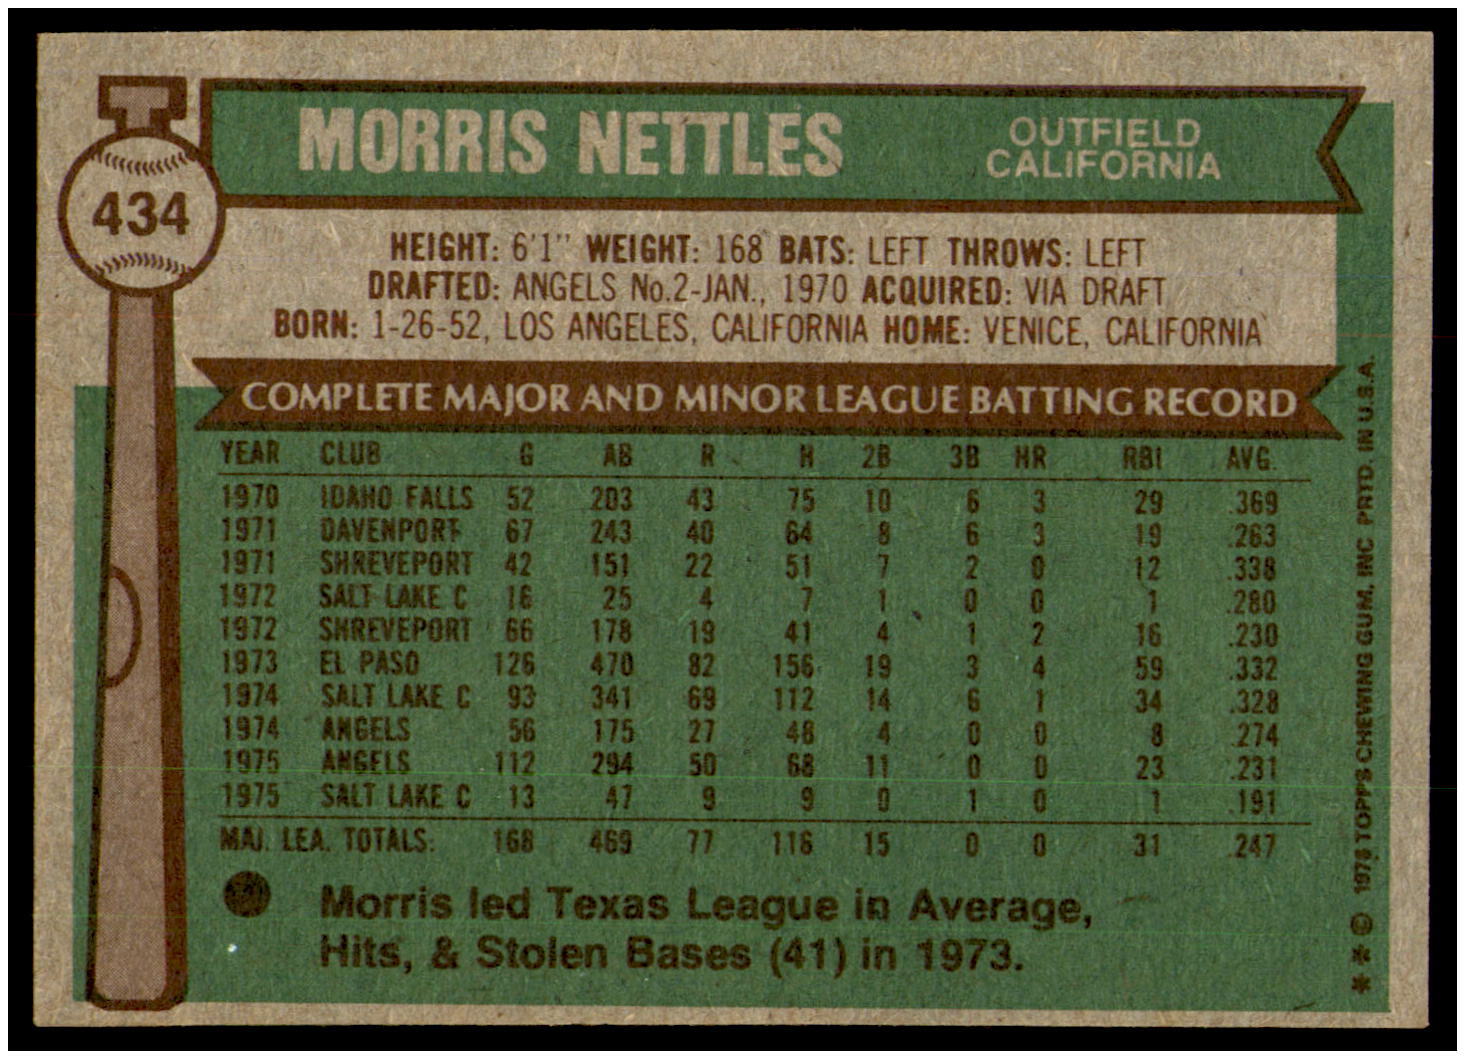 MORRIS NETTLES
OUTFIELD
CALIFORNIA
434
HEIGHT: 6'1" WEIGHT: 168 BATS: LEFT THROWS: LEFT
DRAFTED: ANGELS No.2-JAN., 1970 ACQUIRED: VIA DRAFT
BORN: 1-26-52, LOS ANGELES, CALIFORNIA HOME: VENICE, CALIFORNIA
COMPLETE MAJOR AND MINOR LEAGUE BATTING RECORD
YEAR CLUB G AB R H 2B 3B HR RBI AVG.
1970 IDAHO FALLS 52 203 43 75 10 6 3 29 .369
1971 DAVENPORT 67 243 40 64 8 6 3 19 .263
1971 SHREVEPORT 42 151 22 51 7 2 0 12 .338
1972 SALT LAKE C 16 25 4 7 1 0 0 1 .280
1972 SHREVEPORT 66 178 19 41 4 1 2 16 .230
1973 EL PASO 126 470 82 156 19 3 4 59 .332
1974 SALT LAKE C 93 341 69 112 14 6 1 34 .328
1974 ANGELS 56 175 27 48 4 0 0 8 .274
1975 ANGELS 112 294 50 68 11 0 0 23 .231
1975 SALT LAKE C 13 47 9 9 0 1 0 1 .191
MAJ. LEA. TOTALS: 168 469 77 116 15 0 0 31 .247
Morris led Texas League in Average,
Hits, & Stolen Bases (41) in 1973.
** © 1976 TOPPS CHEWING GUM, INC PRTD. IN U.S.A.